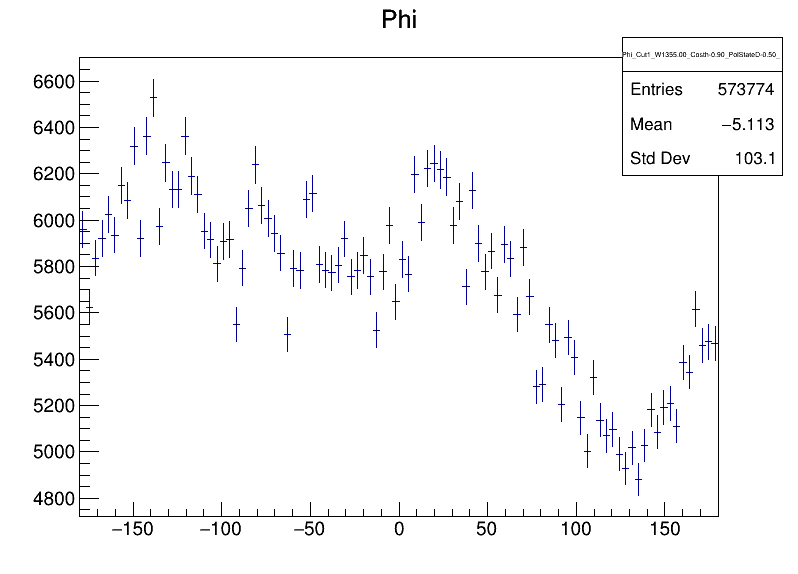 Phi
Phi_Cut1_W1355.00_Costh-0.90_PolStateD-0.50_
Entries 573774
Mean −5.113
Std Dev 103.1
6600
6400
6200
6000
5800
5600
5400
5200
5000
4800
−150 −100 −50 0 50 100 150